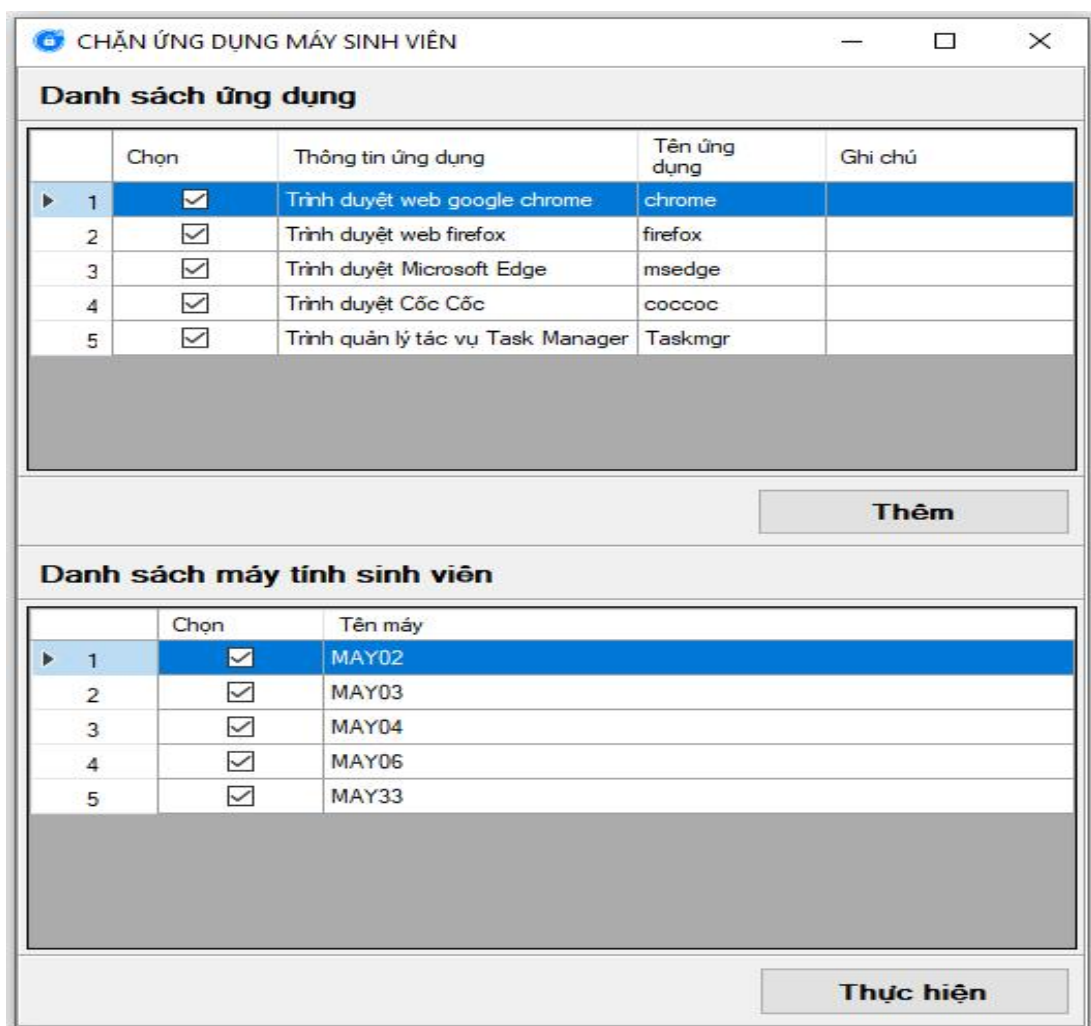 CHẶN ỨNG DỤNG MÁY SINH VIÊN
Danh sách ứng dụng
Chọn Thông tin ứng dụng Tên ứng dụng Ghi chú
1 Trình duyệt web google chrome chrome
2 Trình duyệt web firefox firefox
3 Trình duyệt Microsoft Edge msedge
4 Trình duyệt Cốc Cốc coccoc
5 Trình quản lý tác vụ Task Manager Taskmgr
Thêm
Danh sách máy tính sinh viên
Chọn Tên máy
1 MAY02
2 MAY03
3 MAY04
4 MAY06
5 MAY33
Thực hiện